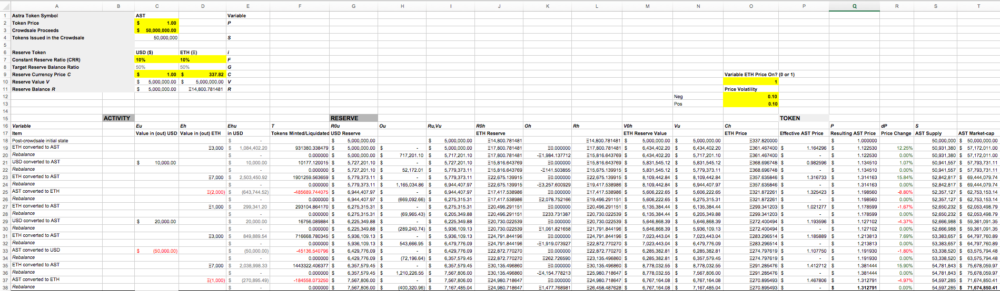 A B C D E F G H I J K L M N O P Q R S T
1 Astra Token Symbol AST Variable
2 Token Price $ 1.00 P
3 Crowdsale Proceeds $ 50,000,000.00
4 Tokens Issued in the Crowdsale 50,000,000 S
5
6 Reserve Token USD ($) ETH (Ξ) I
7 Constant Reserve Ratio (CRR) 10% 10% F
8 Target Reserve Balance Ratio 50% 50% G
9 Reserve Currency Price C $ 1.00 $ 337.82 C Variable ETH Price On? (0 or 1)
10 Reserve Value V $ 5,000,000.00 $ 5,000,000.00 V 1
11 Reserve Balance R $ 5,000,000.00 Ξ14,800.781481 R Price Volatility
12 Neg 0.10
13 Pos 0.10
14
15 ACTIVITY RESERVE TOKEN
16 Variable Eu Eh Ehu T R0u Ou Ru,Vu R0h Oh Rh V0h Vu Ch P dP S
17 Item Value in (out) USD Value in (out) ETH in USD Tokens Minted/Liquidated USD Reserve ETH Reserve ETH Reserve Value ETH Price Effective AST Price Resulting AST Price Price Change AST Supply AST Market-cap
18 Post-crowdsale initial state $ - $ 5,000,000.00 $ 5,000,000.00 Ξ14,800.781481 Ξ14,800.781481 $ 5,000,000.00 $ 5,000,000.00 Ξ337.820000 $ 1.000000 50,000,000 $ 50,000,000.00
19 ETH converted to AST Ξ3,000 $ 1,084,402.20 931380.338479 $ 5,000,000.00 $ - $ 5,000,000.00 Ξ17,800.781481 Ξ0.000000 Ξ17,800.781481 $ 6,434,402.20 $ 6,434,402.20 Ξ361.467400 $ 1.164296 $ 1.122530 12.25% 50,931,380 $ 57,172,011.00
20 Rebalance $ - 0.000000 $ 5,000,000.00 $ 717,201.10 $ 5,717,201.10 Ξ17,800.781481 -Ξ1,984.137712 Ξ15,816.643769 $ 6,434,402.20 $ 5,717,201.10 Ξ361.467400 $ - $ 1.122530 0.00% 50,931,380 $ 57,172,011.00
21 USD converted to AST $ 10,000.00 $ 10,000.00 10177.120015 $ 5,727,201.10 $ - $ 5,727,201.10 Ξ15,816.643769 Ξ0.000000 Ξ15,816.643769 $ 5,831,545.12 $ 5,831,545.12 Ξ368.696748 $ 0.982596 $ 1.134510 1.07% 50,941,557 $ 57,793,731.11
22 Rebalance $ - 0.000000 $ 5,727,201.10 $ 52,172.01 $ 5,779,373.11 Ξ15,816.643769 -Ξ141.503855 Ξ15,675.139915 $ 5,831,545.12 $ 5,779,373.11 Ξ368.696748 $ - $ 1.134510 0.00% 50,941,557 $ 57,793,731.11
23 ETH converted to AST Ξ7,000 $ 2,503,450.92 1901259.563659 $ 5,779,373.11 $ - $ 5,779,373.11 Ξ22,675.139915 Ξ0.000000 Ξ22,675.139915 $ 8,109,442.84 $ 8,109,442.84 Ξ357.635846 $ 1.316733 $ 1.314163 15.84% 52,842,817 $ 69,444,079.74
24 Rebalance $ - 0.000000 $ 5,779,373.11 $ 1,165,034.86 $ 6,944,407.97 Ξ22,675.139915 -Ξ3,257.600929 Ξ19,417.538986 $ 8,109,442.84 $ 6,944,407.97 Ξ357.635846 $ - $ 1.314163 0.00% 52,842,817 $ 69,444,079.74
25 AST converted to ETH Ξ(2,000) $ (643,744.52) -485689.744075 $ 6,944,407.97 $ - $ 6,944,407.97 Ξ17,417.538986 Ξ0.000000 Ξ17,417.538986 $ 5,606,222.65 $ 5,606,222.65 Ξ321.872261 $ 1.325423 $ 1.198560 -8.80% 52,357,127 $ 62,753,153.14
26 Rebalance $ - 0.000000 $ 6,944,407.97 $ (669,092.66) $ 6,275,315.31 Ξ17,417.538986 Ξ2,078.752166 Ξ19,496.291151 $ 5,606,222.65 $ 6,275,315.31 Ξ321.872261 $ - $ 1.198560 0.00% 52,357,127 $ 62,753,153.14
27 ETH converted to AST Ξ1,000 $ 299,341.20 293104.864170 $ 6,275,315.31 $ - $ 6,275,315.31 Ξ20,496.291151 Ξ0.000000 Ξ20,496.291151 $ 6,135,384.44 $ 6,135,384.44 Ξ299.341203 $ 1.021277 $ 1.178599 -1.67% 52,650,232 $ 62,053,498.79
28 Rebalance $ - 0.000000 $ 6,275,315.31 $ (69,965.43) $ 6,205,349.88 Ξ20,496.291151 Ξ233.731387 Ξ20,730.022539 $ 6,135,384.44 $ 6,205,349.88 Ξ299.341203 $ - $ 1.178599 0.00% 52,650,232 $ 62,053,498.79
29 USD converted to AST $ 20,000.00 $ 20,000.00 16756.089884 $ 6,225,349.88 $ - $ 6,225,349.88 Ξ20,730.022539 Ξ0.000000 Ξ20,730.022539 $ 5,646,868.39 $ 5,646,868.39 Ξ272.400494 $ 1.193596 $ 1.127102 -4.37% 52,666,988 $ 59,361,091.35
30 Rebalance $ - 0.000000 $ 6,225,349.88 $ (289,240.74) $ 5,936,109.13 Ξ20,730.022539 Ξ1,061.821658 Ξ21,791.844196 $ 5,646,868.39 $ 5,936,109.13 Ξ272.400494 $ - $ 1.127102 0.00% 52,666,988 $ 59,361,091.35
31 ETH converted to AST Ξ3,000 $ 849,889.54 716668.780345 $ 5,936,109.13 $ - $ 5,936,109.13 Ξ24,791.844196 Ξ0.000000 Ξ24,791.844196 $ 7,023,443.04 $ 7,023,443.04 Ξ283.296514 $ 1.185889 $ 1.213813 7.69% 53,383,657 $ 64,797,760.89
32 Rebalance $ - 0.000000 $ 5,936,109.13 $ 543,666.95 $ 6,479,776.09 Ξ24,791.844196 -Ξ1,919.073927 Ξ22,872.770270 $ 7,023,443.04 $ 6,479,776.09 Ξ283.296514 $ - $ 1.213813 0.00% 53,383,657 $ 64,797,760.89
33 AST converted to USD $ (50,000.00) $ (50,000.00) -45136.540796 $ 6,429,776.09 $ - $ 6,429,776.09 Ξ22,872.770270 Ξ0.000000 Ξ22,872.770270 $ 6,285,382.81 $ 6,285,382.81 Ξ274.797619 $ 1.107750 $ 1.191930 -1.80% 53,338,520 $ 63,575,794.48
34 Rebalance $ - 0.000000 $ 6,429,776.09 $ (72,196.64) $ 6,357,579.45 Ξ22,872.770270 Ξ262.726590 Ξ23,135.496860 $ 6,285,382.81 $ 6,357,579.45 Ξ274.797619 $ - $ 1.191930 0.00% 53,338,520 $ 63,575,794.48
35 ETH converted to AST Ξ7,000 $ 2,038,998.33 1443322.406377 $ 6,357,579.45 $ - $ 6,357,579.45 Ξ30,135.496860 Ξ0.000000 Ξ30,135.496860 $ 8,778,032.55 $ 8,778,032.55 Ξ291.285476 $ 1.412712 $ 1.381444 15.90% 54,781,843 $ 75,678,059.97
36 Rebalance $ - 0.000000 $ 6,357,579.45 $ 1,210,226.55 $ 7,567,806.00 Ξ30,135.496860 -Ξ4,154.778213 Ξ25,980.718647 $ 8,778,032.55 $ 7,567,806.00 Ξ291.285476 $ - $ 1.381444 0.00% 54,781,843 $ 75,678,059.97
37 AST converted to ETH Ξ(1,000) $ (270,895.49) -184558.073250 $ 7,567,806.00 $ - $ 7,567,806.00 Ξ24,980.718647 Ξ0.000000 Ξ24,980.718647 $ 6,767,164.08 $ 6,767,164.08 Ξ270.895493 $ 1.467806 $ 1.312791 -4.97% 54,597,285 $ 71,674,850.41
38 Rebalance $ - 0.000000 $ 7,567,806.00 $ (400,320.96) $ 7,167,485.04 Ξ24,980.718647 Ξ1,477.768981 Ξ26,458.487628 $ 6,767,164.08 $ 7,167,485.04 Ξ270.895493 $ - $ 1.312791 0.00% 54,597,285 $ 71,674,850.41